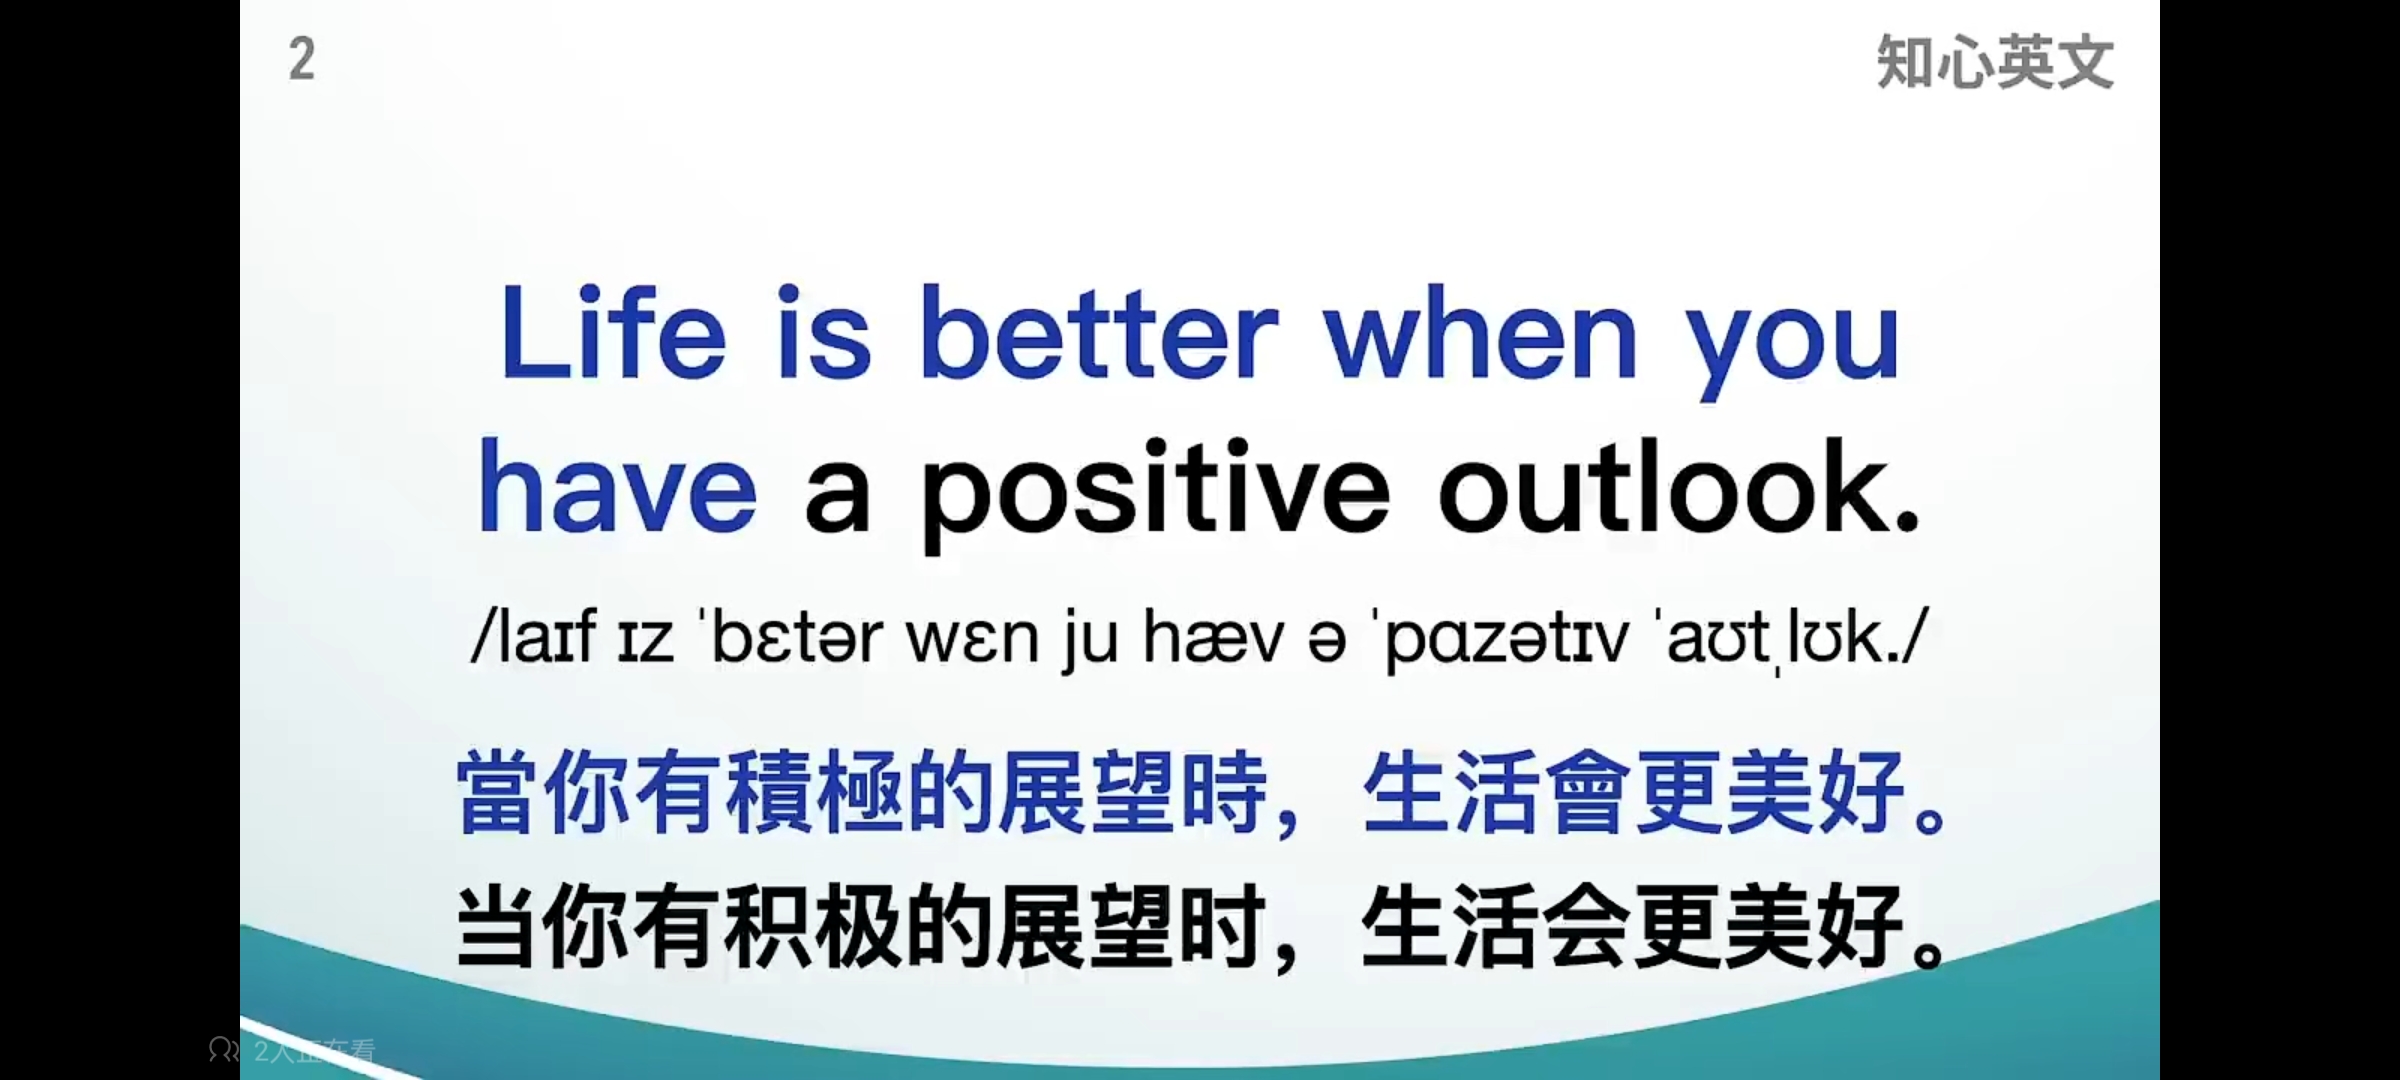 2
知心英文
Life is better when you
have a positive outlook.
/laɪf ɪz ˈbɛtər wɛn ju hæv ə ˈpɑzətɪv ˈaʊtˌlʊk./
當你有積極的展望時，生活會更美好。
当你有积极的展望时，生活会更美好。
2人正在看